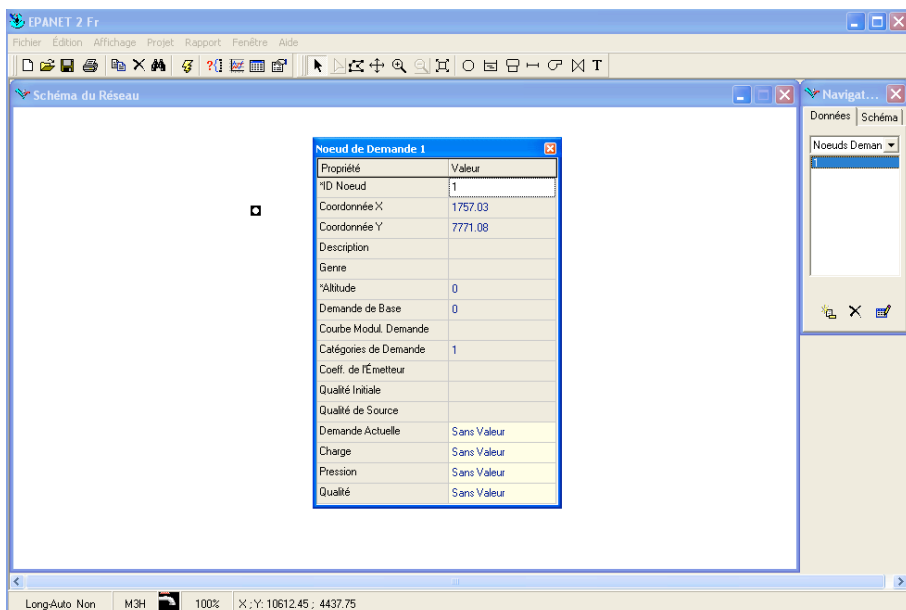 EPANET 2 Fr
Fichier Édition Affichage Projet Rapport Fenêtre Aide
T
Schéma du Réseau
Navigat...
Données Schéma
Noeuds Deman
1
Noeud de Demande 1
Propriété Valeur
*ID Noeud 1
Coordonnée X 1757.03
Coordonnée Y 7771.08
Description
Genre
*Altitude 0
Demande de Base 0
Courbe Modul. Demande
Catégories de Demande 1
Coeff. de l'Émetteur
Qualité Initiale
Qualité de Source
Demande Actuelle Sans Valeur
Charge Sans Valeur
Pression Sans Valeur
Qualité Sans Valeur
Long-Auto Non M3H 100% X ; Y: 10612.45 ; 4437.75